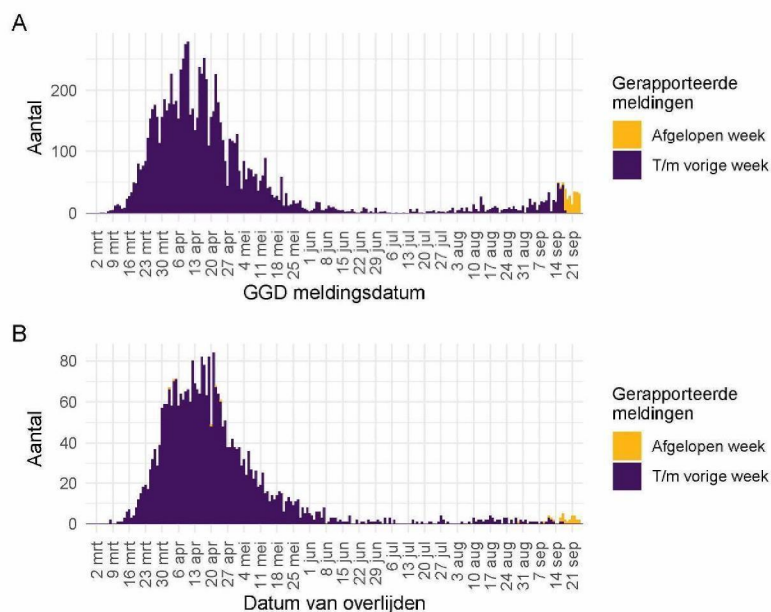 A
Aantal
200
100
0
2 mrt
9 mrt
16 mrt
23 mrt
30 mrt
6 apr
13 apr
20 apr
27 apr
4 mei
11 mei
18 mei
25 mei
1 jun
8 jun
15 jun
22 jun
29 jun
6 jul
13 jul
20 jul
27 jul
3 aug
10 aug
17 aug
24 aug
31 aug
7 sep
14 sep
21 sep
GGD meldingsdatum
Gerapporteerde
meldingen
Afgelopen week
T/m vorige week
B
Aantal
80
60
40
20
0
2 mrt
9 mrt
16 mrt
23 mrt
30 mrt
6 apr
13 apr
20 apr
27 apr
4 mei
11 mei
18 mei
25 mei
1 jun
8 jun
15 jun
22 jun
29 jun
6 jul
13 jul
20 jul
27 jul
3 aug
10 aug
17 aug
24 aug
31 aug
7 sep
14 sep
21 sep
Datum van overlijden
Gerapporteerde
meldingen
Afgelopen week
T/m vorige week